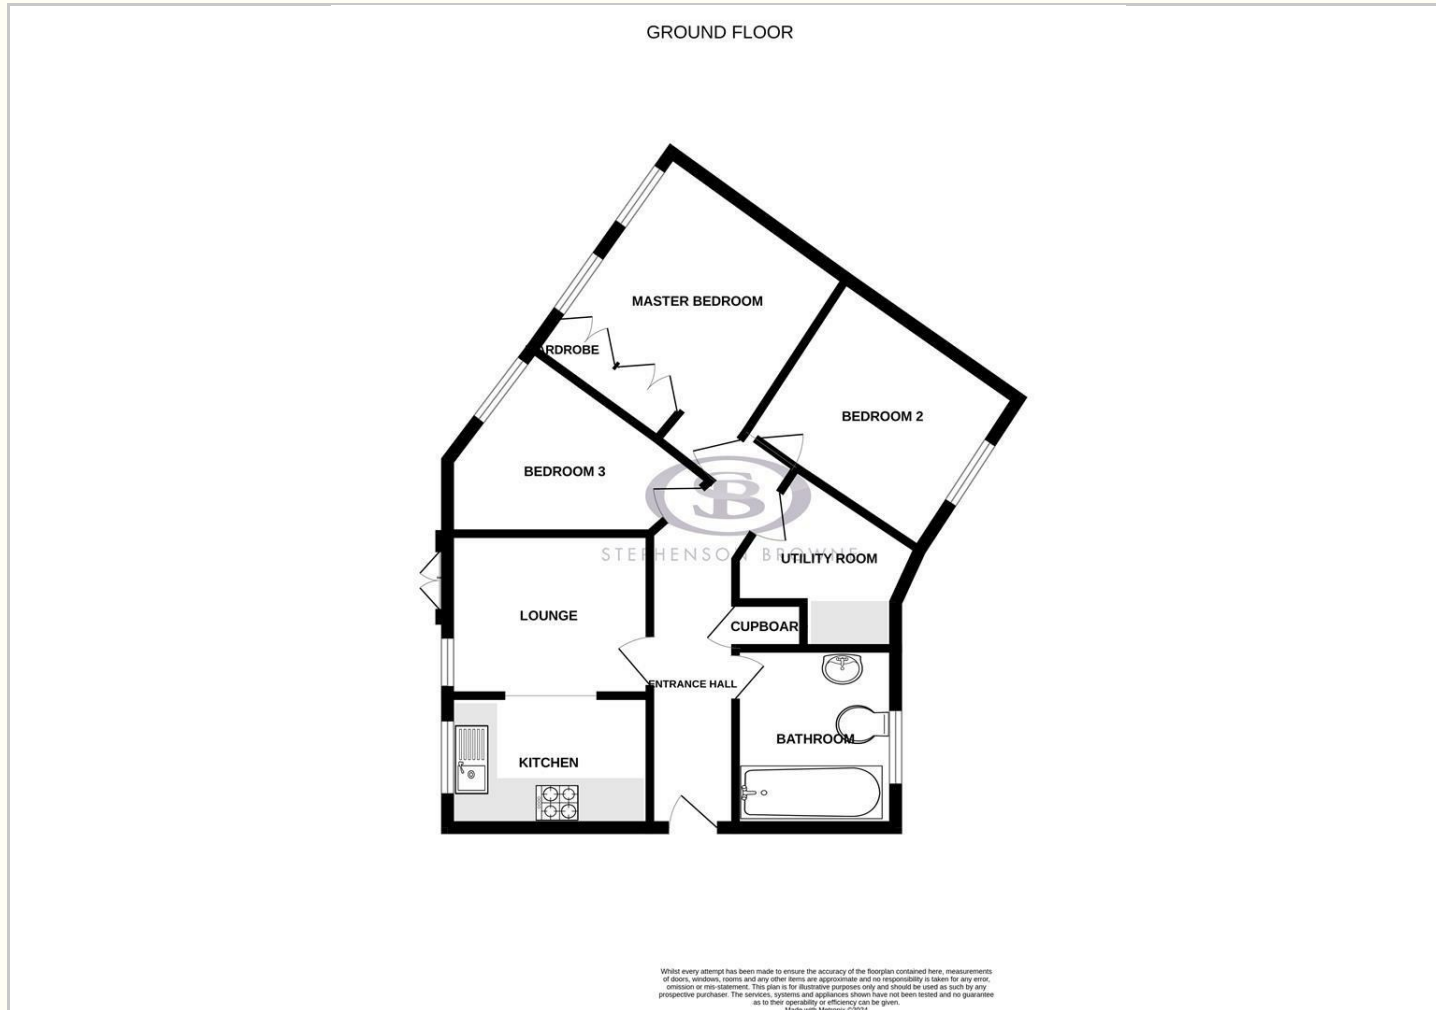 GROUND FLOOR
MASTER BEDROOM
ARDROBE
BEDROOM 2
BEDROOM 3
SB
STEPHENSON BROWNE
UTILITY ROOM
LOUNGE
CUPBOAR
ENTRANCE HALL
BATHROOM
KITCHEN
Whilst every attempt has been made to ensure the accuracy of the floorplan contained here, measurements
of doors, windows, rooms and any other items are approximate and no responsibility is taken for any error,
omission or mis-statement. This plan is for illustrative purposes only and should be used as such by any
prospective purchaser. The services, systems and appliances shown have not been tested and no guarantee
as to their operability or efficiency can be given.
Made with Metropix ©2024